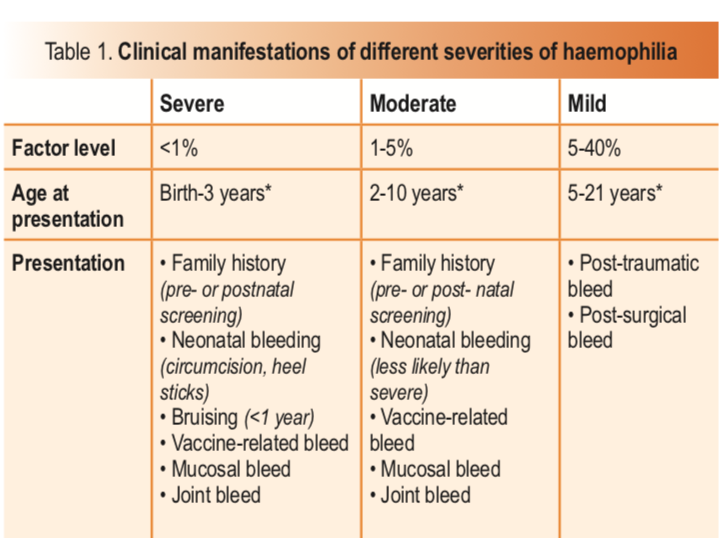 Table 1. Clinical manifestations of different severities of haemophilia
Severe Moderate Mild
Factor level <1% 1-5% 5-40%
Age at presentation Birth-3 years* 2-10 years* 5-21 years*
Presentation
• Family history
(pre- or postnatal
screening)
• Neonatal bleeding
(circumcision, heel
sticks)
• Bruising (<1 year)
• Vaccine-related bleed
• Mucosal bleed
• Joint bleed
• Family history
(pre- or post- natal
screening)
• Neonatal bleeding
(less likely than
severe)
• Vaccine-related
bleed
• Mucosal bleed
• Joint bleed
• Post-traumatic
bleed
• Post-surgical
bleed